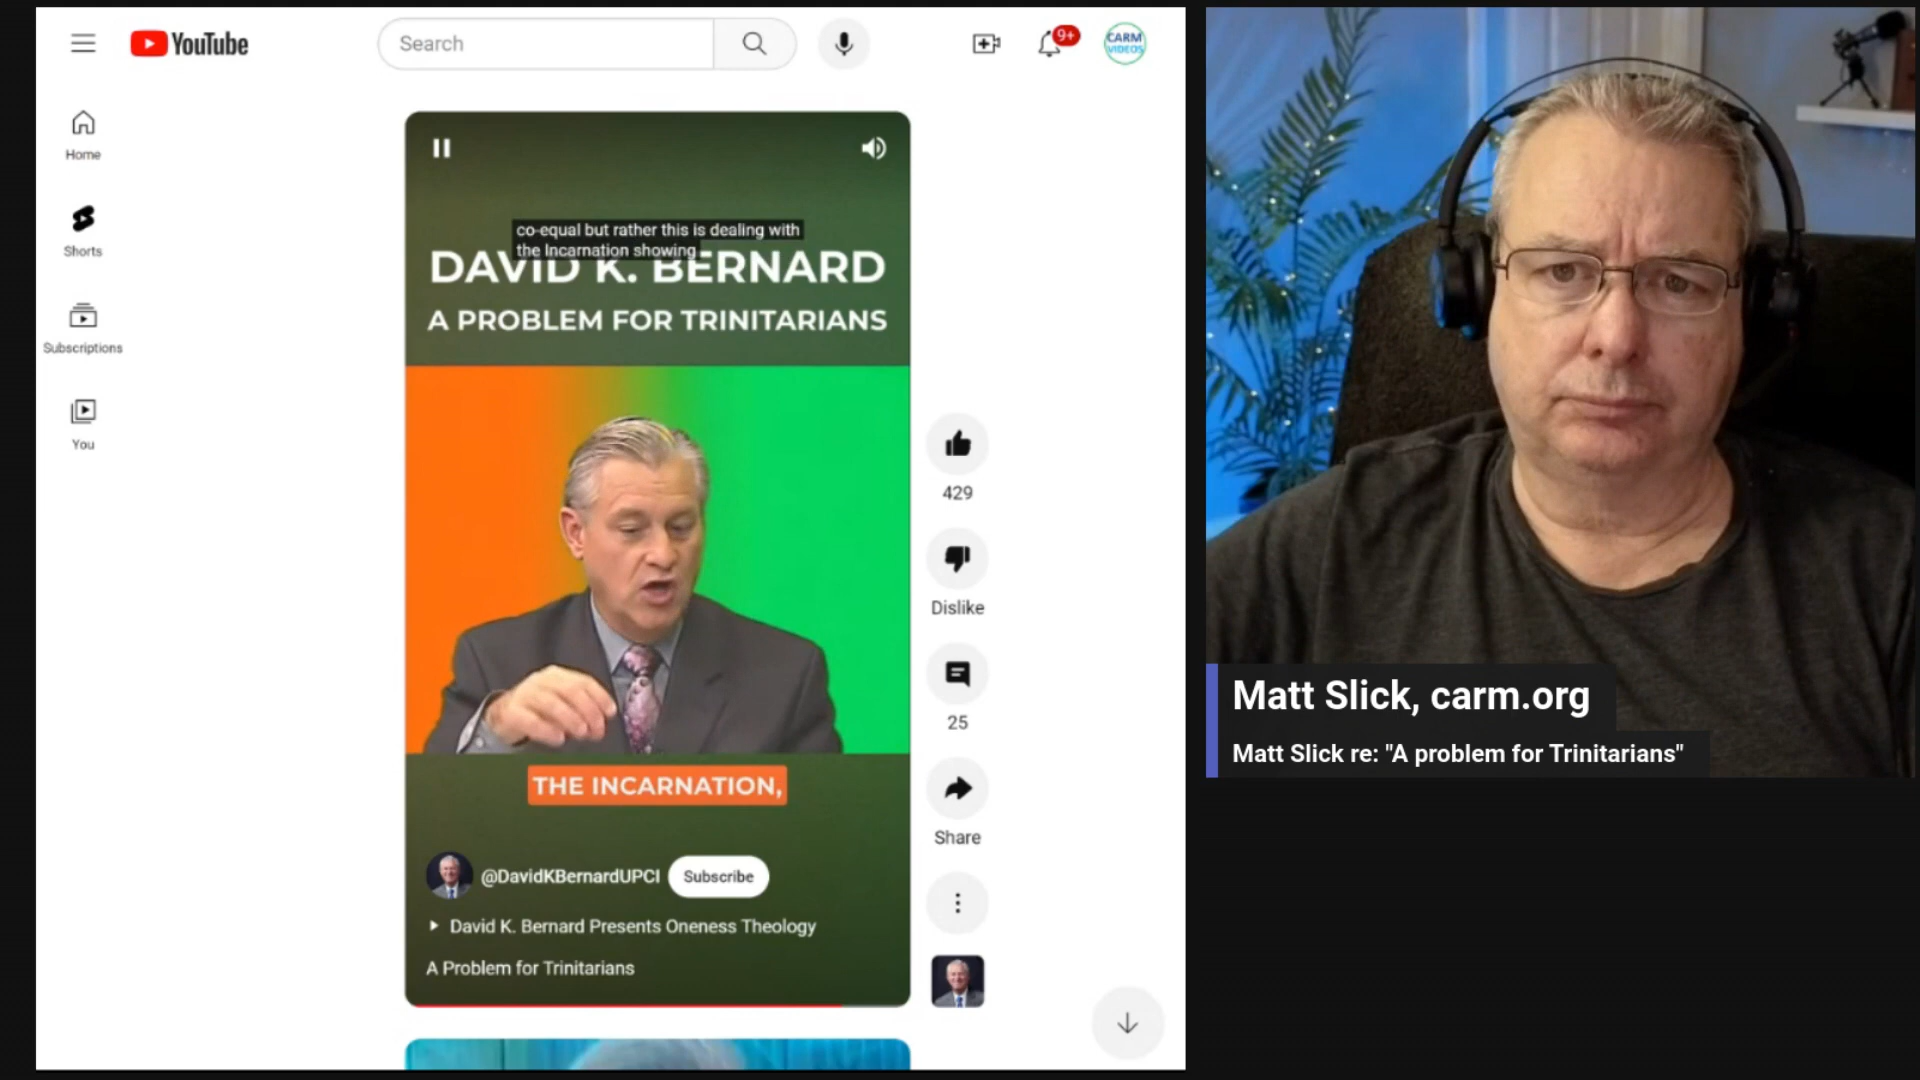 YouTube
Search
9+
CARM
VIDEOS
Home
Shorts
Subscriptions
You
co-equal but rather this is dealing with
the Incarnation showing
DAVID K. BERNARD
A PROBLEM FOR TRINITARIANS
THE INCARNATION,
@DavidKBernardUPCI
Subscribe
David K. Bernard Presents Oneness Theology
A Problem for Trinitarians
429
Dislike
25
Share
Matt Slick, carm.org
Matt Slick re: "A problem for Trinitarians"